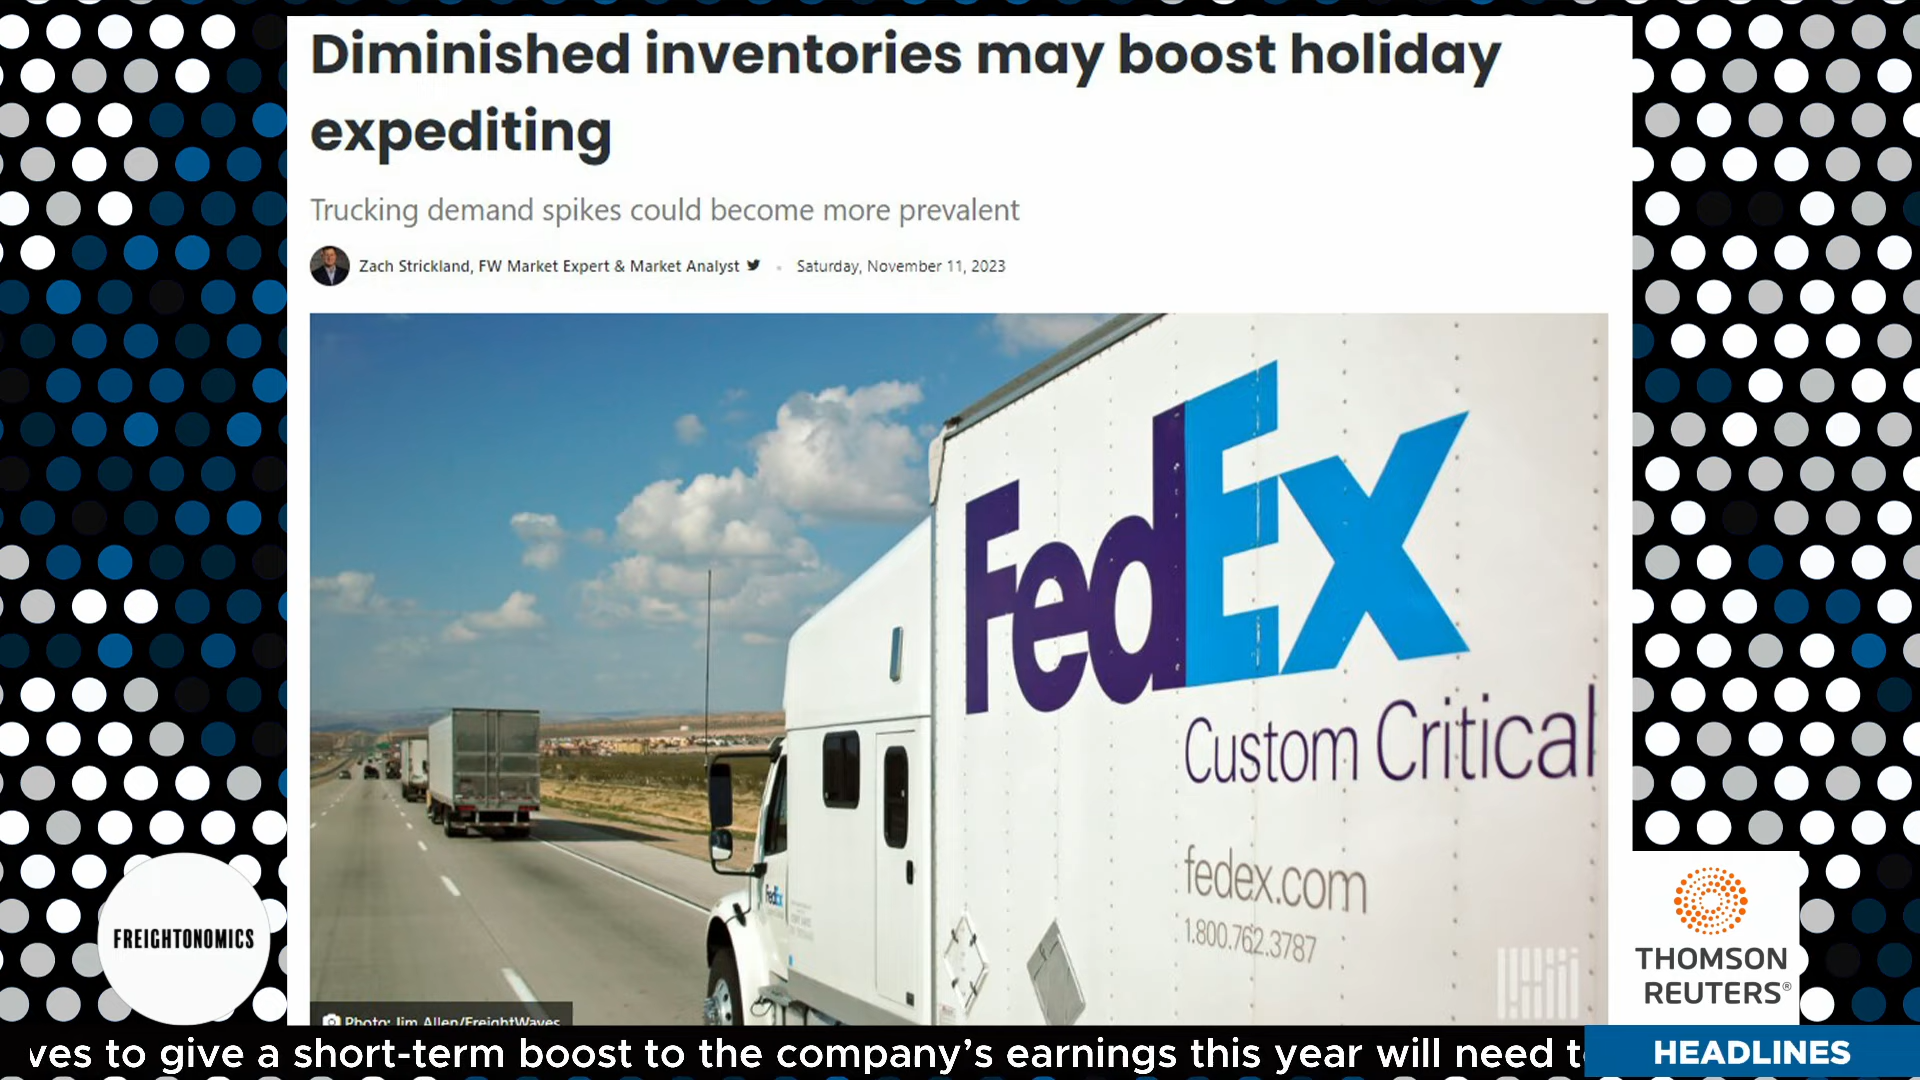 Diminished inventories may boost holiday
expediting
Trucking demand spikes could become more prevalent
Zach Strickland, FW Market Expert & Market Analyst
Saturday, November 11, 2023
FedEx
Custom Critical
fedex.com
1.800.762.3787
FedEx
Photo: Jim Allen/FreightWaves
FREIGHTONOMICS
THOMSON
REUTERS®
to give a short-term boost to the company’s earnings this year will need
HEADLINES